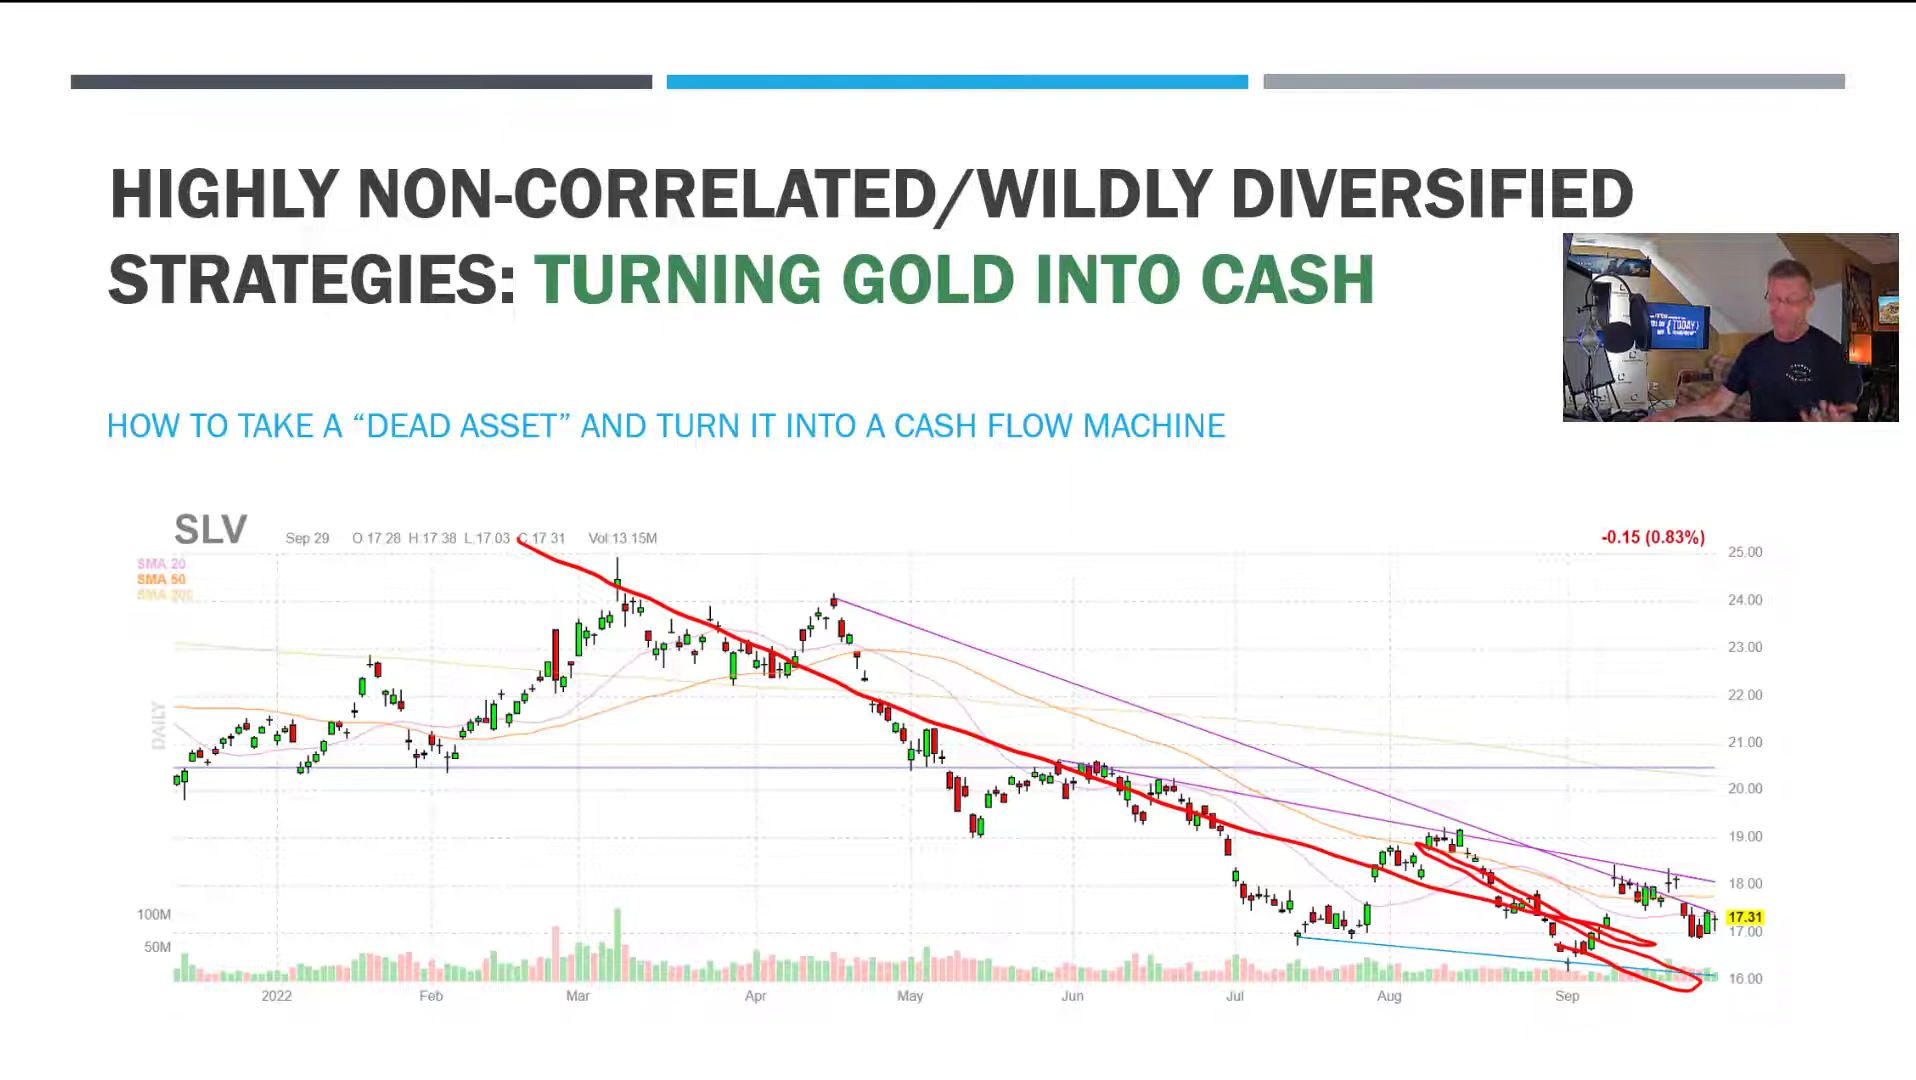 HIGHLY NON-CORRELATED/WILDLY DIVERSIFIED
STRATEGIES: TURNING GOLD INTO CASH
{TODAY}
HOW TO TAKE A “DEAD ASSET” AND TURN IT INTO A CASH FLOW MACHINE
SLV Sep 29 O 17.28 H:17.38 L:17.03 C 17.31 Vol:13.15M -0.15 (0.83%)
SMA 20
SMA 50
SMA 200
DAILY
25.00
24.00
23.00
22.00
21.00
20.00
19.00
18.00
17.31
17.00
16.00
100M
50M
2022 Feb Mar Apr May Jun Jul Aug Sep